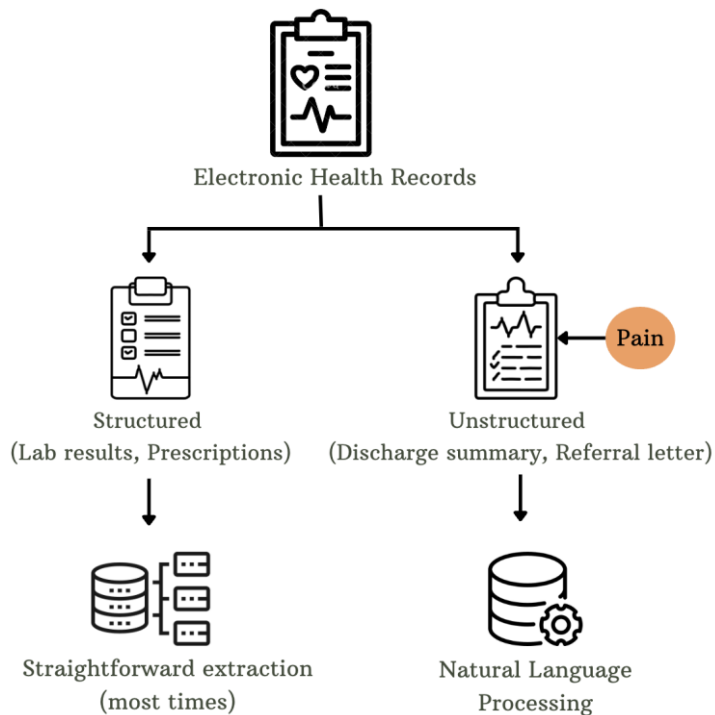 Electronic Health Records
Pain
Structured
(Lab results, Prescriptions)
Unstructured
(Discharge summary, Referral letter)
Straightforward extraction
(most times)
Natural Language
Processing